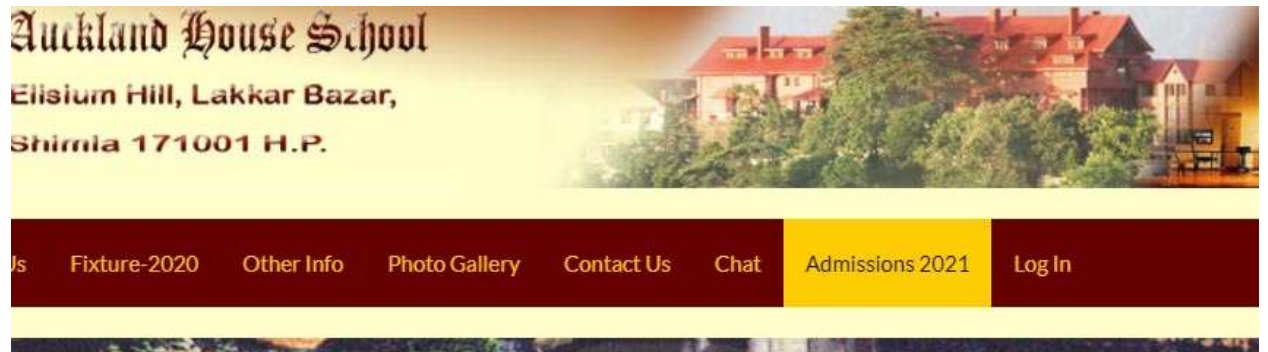 Auckland House School
Elisium Hill, Lakkar Bazar,
Shimla 171001 H.P.
Us Fixture-2020 Other Info Photo Gallery Contact Us Chat Admissions 2021 Log In